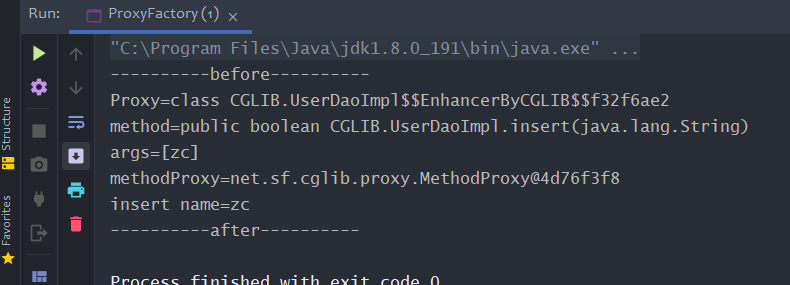 Run:
ProxyFactory (1)
"C:\Program Files\Java\jdk1.8.0_191\bin\java.exe" ...
----------before----------
Proxy=class CGLIB.UserDaoImpl$$EnhancerByCGLIB$$f32f6ae2
method=public boolean CGLIB.UserDaoImpl.insert(java.lang.String)
args=[zc]
methodProxy=net.sf.cglib.proxy.MethodProxy@4d76f3f8
insert name=zc
----------after----------
Process finished with exit code 0
Structure
Favorites